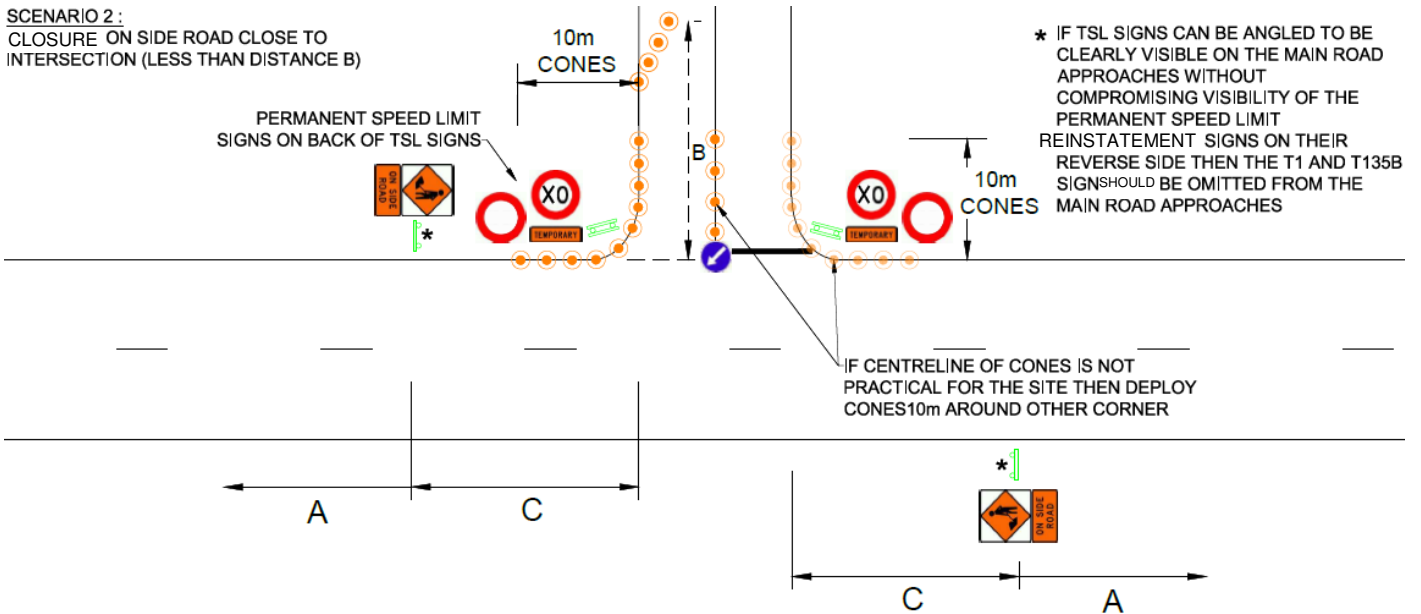 SCENARIO 2 :
CLOSURE ON SIDE ROAD CLOSE TO
INTERSECTION (LESS THAN DISTANCE B)
10m
CONES
PERMANENT SPEED LIMIT
SIGNS ON BACK OF TSL SIGNS
* IF TSL SIGNS CAN BE ANGLED TO BE
CLEARLY VISIBLE ON THE MAIN ROAD
APPROACHES WITHOUT
COMPROMISING VISIBILITY OF THE
PERMANENT SPEED LIMIT
REINSTATEMENT SIGNS ON THEIR
REVERSE SIDE THEN THE T1 AND T135B
SIGNSHOULD BE OMITTED FROM THE
MAIN ROAD APPROACHES
ON SIDE
ROAD
*
X0
TEMPORARY
B
X0
TEMPORARY
10m
CONES
IF CENTRELINE OF CONES IS NOT
PRACTICAL FOR THE SITE THEN DEPLOY
CONES10m AROUND OTHER CORNER
A
C
*
ON SIDE
ROAD
C
A